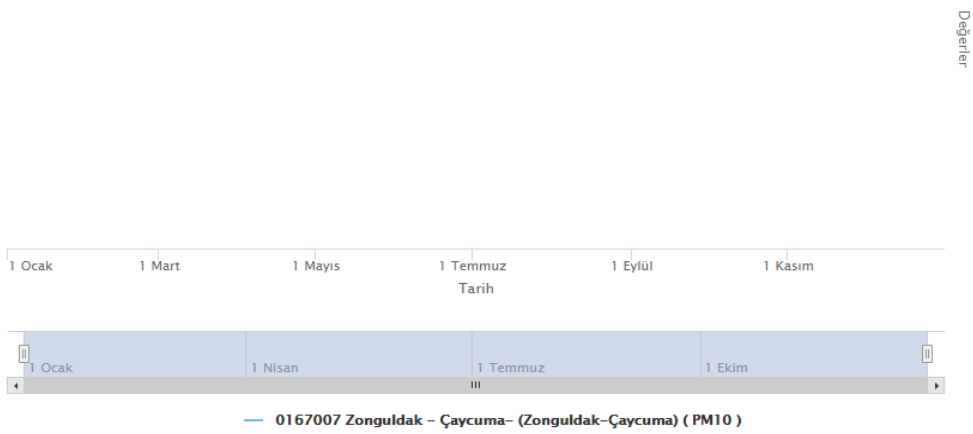 Değerler
1 Ocak 1 Mart 1 Mayıs 1 Temmuz 1 Eylül 1 Kasım
Tarih
1 Ocak 1 Nisan 1 Temmuz 1 Ekim
0167007 Zonguldak - Çaycuma- (Zonguldak-Çaycuma) ( PM10 )